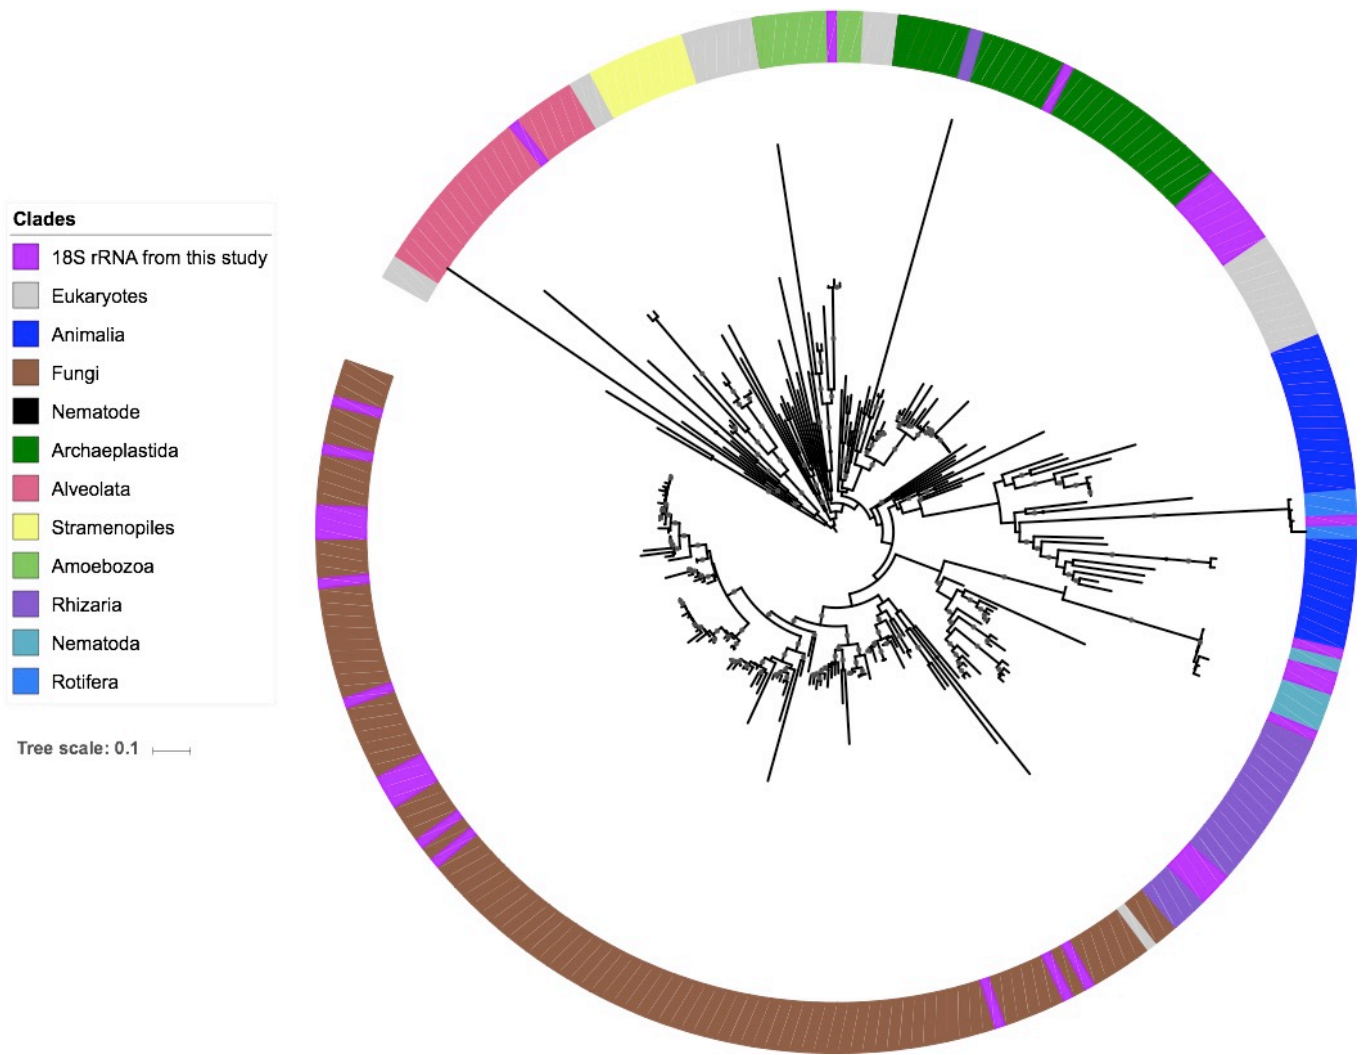 Clades
18S rRNA from this study
Eukaryotes
Animalia
Fungi
Nematode
Archaeplastida
Alveolata
Stramenopiles
Amoebozoa
Rhizaria
Nematoda
Rotifera
Tree scale: 0.1